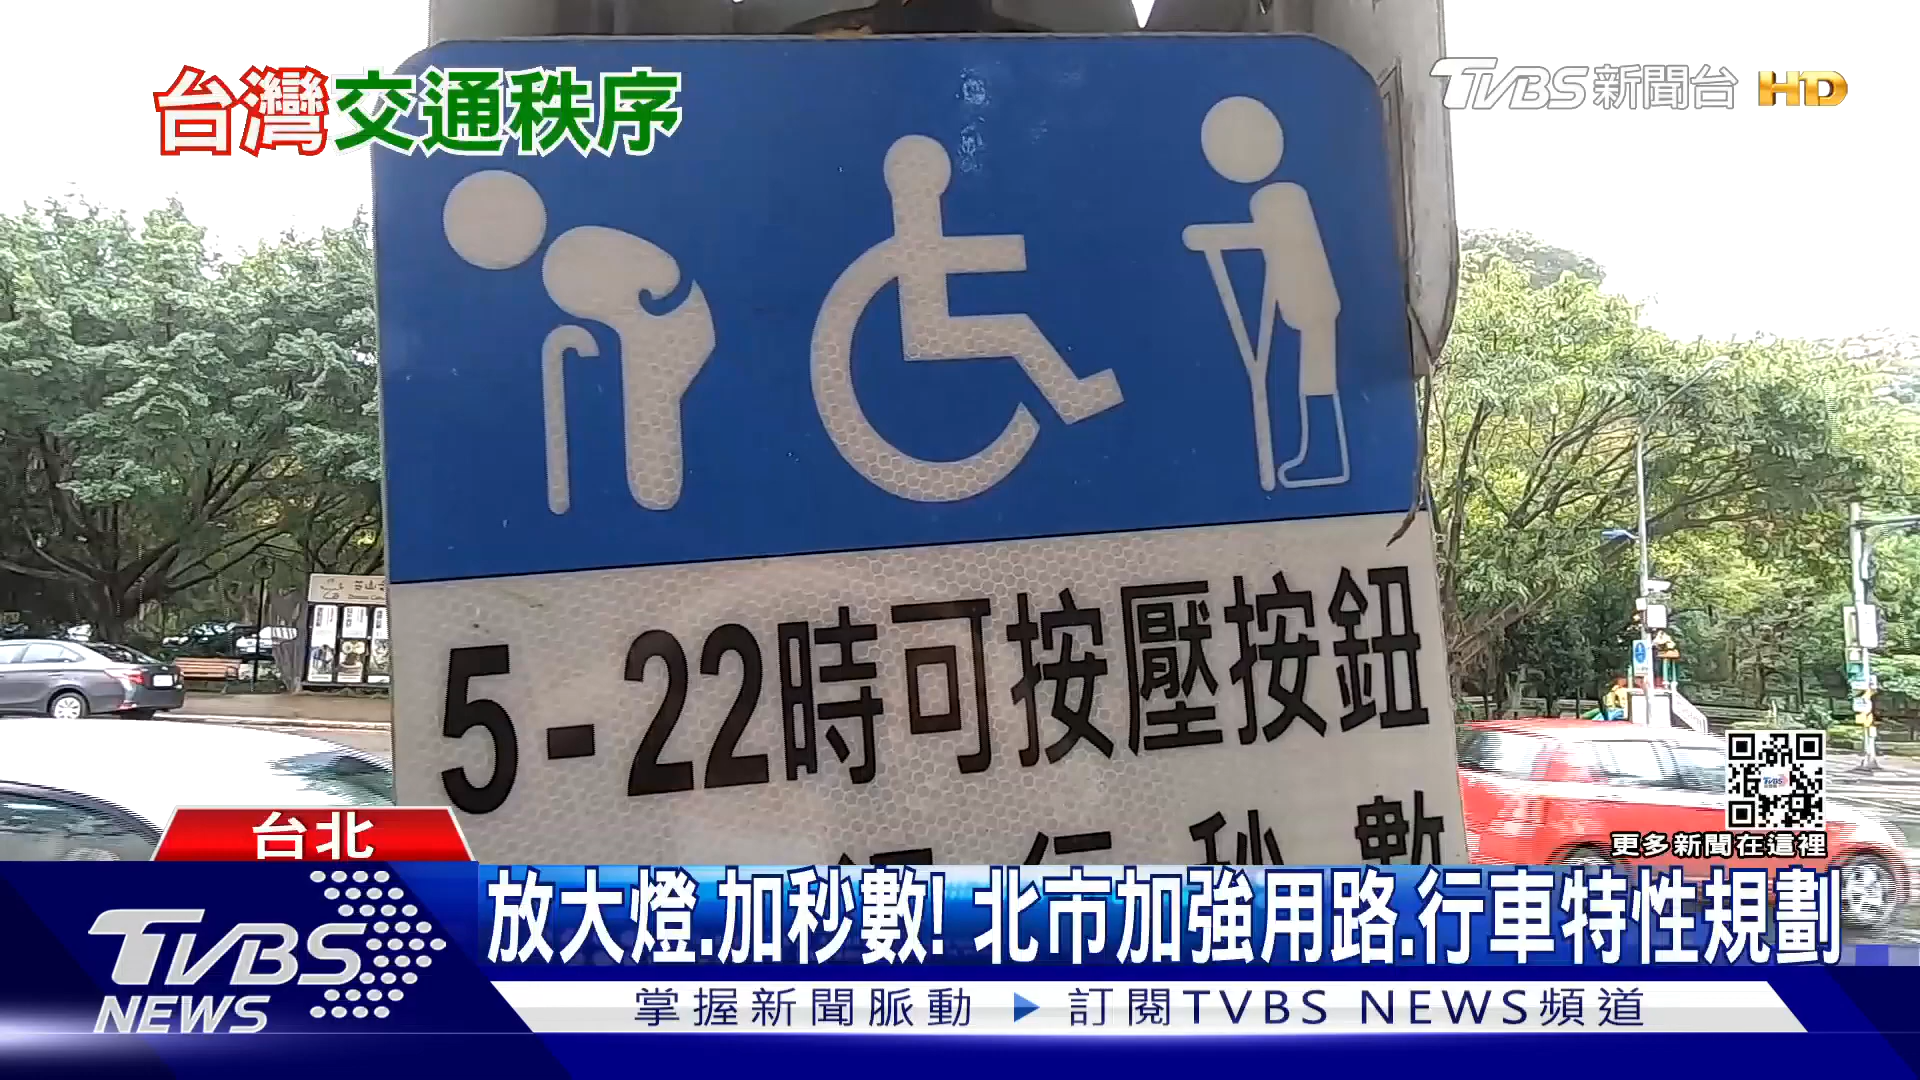 台灣交通秩序
TVBS新聞台 HD
5-22時可按壓按鈕
行 秒 數
更多新聞在這裡
台北
放大燈.加秒數! 北市加強用路.行車特性規劃
TVBS NEWS
掌握新聞脈動 ▶ 訂閱TVBS NEWS頻道